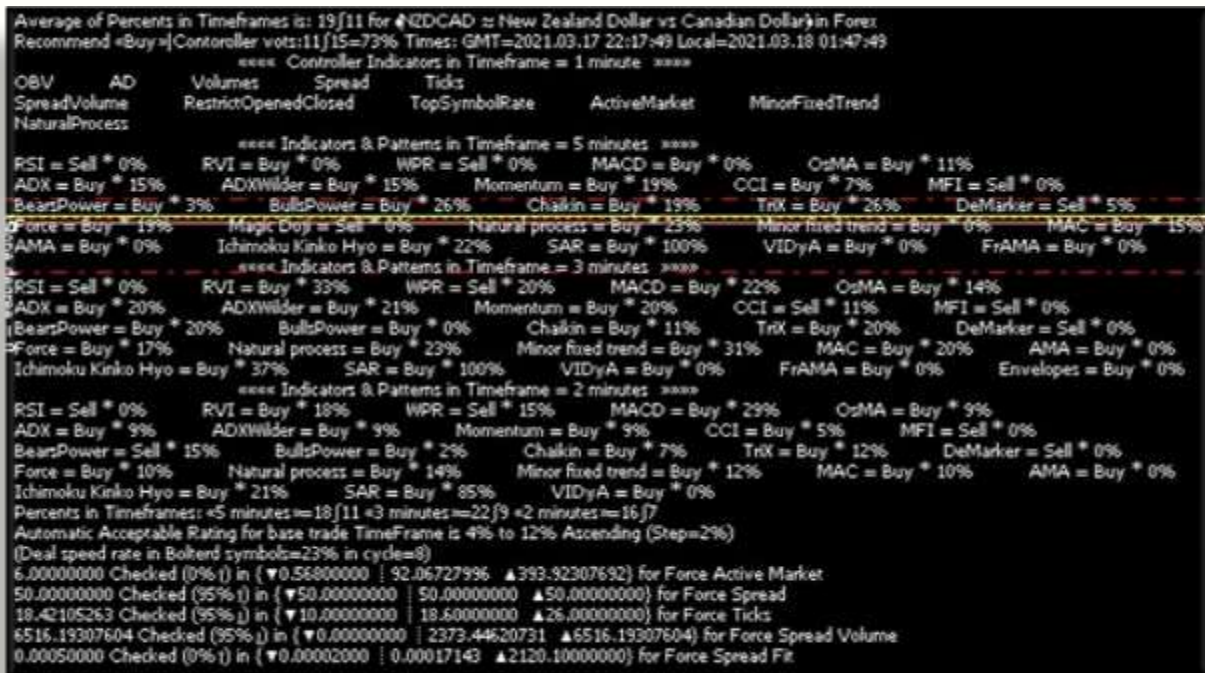 Average of Percents in Timeframes is: 19∫11 for «NZDCAD ≈ New Zealand Dollar vs Canadian Dollar» in Forex
Recommend «Buy»|Contoroller vots:11∫15=73% Times: GMT=2021.03.17 22:17:49 Local=2021.03.18 01:47:49
«««« Controller Indicators in Timeframe = 1 minute »»»»
OBV AD Volumes Spread Ticks
SpreadVolume RestrictOpenedClosed TopSymbolRate ActiveMarket MinorFixedTrend
NaturalProcess
«««« Indicators & Patterns in Timeframe = 5 minutes »»»»
RSI = Sell * 0% RVI = Buy * 0% WPR = Sell * 0% MACD = Buy * 0% OsMA = Buy * 11%
ADX = Buy * 15% ADXWilder = Buy * 15% Momentum = Buy * 19% CCI = Buy * 7% MFI = Sell * 0%
BearsPower = Buy * 3% BullsPower = Buy * 26% Chaikin = Buy * 19% TriX = Buy * 26% DeMarker = Sell * 5%
Force = Buy * 19% Magic Doji = Sell * 0% Natural process = Buy * 23% Minor fixed trend = Buy * 0% MAC = Buy * 15%
AMA = Buy * 0% Ichimoku Kinko Hyo = Buy * 22% SAR = Buy * 100% VIDyA = Buy * 0% FrAMA = Buy * 0%
«««« Indicators & Patterns in Timeframe = 3 minutes »»»»
RSI = Sell * 0% RVI = Buy * 33% WPR = Sell * 20% MACD = Buy * 22% OsMA = Buy * 14%
ADX = Buy * 20% ADXWilder = Buy * 21% Momentum = Buy * 20% CCI = Sell * 11% MFI = Sell * 0%
BearsPower = Buy * 20% BullsPower = Buy * 0% Chaikin = Buy * 11% TriX = Buy * 20% DeMarker = Sell * 0%
Force = Buy * 17% Natural process = Buy * 23% Minor fixed trend = Buy * 31% MAC = Buy * 20% AMA = Buy * 0%
Ichimoku Kinko Hyo = Buy * 37% SAR = Buy * 100% VIDyA = Buy * 0% FrAMA = Buy * 0% Envelopes = Buy * 0%
«««« Indicators & Patterns in Timeframe = 2 minutes »»»»
RSI = Sell * 0% RVI = Buy * 18% WPR = Sell * 15% MACD = Buy * 29% OsMA = Buy * 9%
ADX = Buy * 9% ADXWilder = Buy * 9% Momentum = Buy * 9% CCI = Buy * 5% MFI = Sell * 0%
BearsPower = Sell * 15% BullsPower = Buy * 2% Chaikin = Buy * 7% TriX = Buy * 12% DeMarker = Sell * 0%
Force = Buy * 10% Natural process = Buy * 14% Minor fixed trend = Buy * 12% MAC = Buy * 10% AMA = Buy * 0%
Ichimoku Kinko Hyo = Buy * 21% SAR = Buy * 85% VIDyA = Buy * 0%
Percents in Timeframes: «5 minutes»=18∫11 «3 minutes»=22∫9 «2 minutes»=16∫7
Automatic Acceptable Rating for base trade TimeFrame is 4% to 12% Ascending (Step=2%)
(Deal speed rate in Bolterd symbols=23% in cycle=8)
6.00000000 Checked (0%↑) in {▼0.56800000 ⋮ 92.06727996 ▲393.92307692} for Force Active Market
50.00000000 Checked (95%↑) in {▼50.00000000 ⋮ 50.00000000 ▲50.00000000} for Force Spread
18.42105263 Checked (95%↓) in {▼10.00000000 ⋮ 18.60000000 ▲26.00000000} for Force Ticks
6516.19307604 Checked (95%↓) in {▼0.00000000 ⋮ 2373.44620731 ▲6516.19307604} for Force Spread Volume
0.00050000 Checked (0%↑) in {▼0.00002000 ⋮ 0.00017143 ▲2120.10000000} for Force Spread Fit